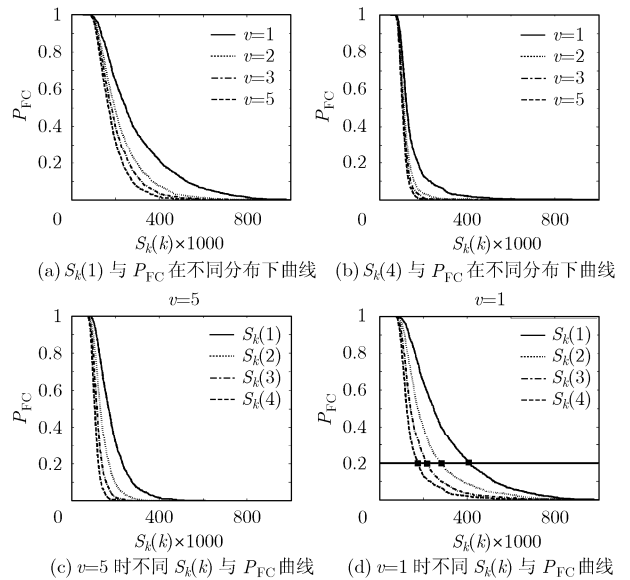 1
0.8
0.6
0.4
0.2
0
400
800
P_FC
S_k(k)×1000
v=1
v=2
v=3
v=5
(a) S_k(1) 与 P_FC 在不同分布下曲线
1
0.8
0.6
0.4
0.2
0
400
800
P_FC
S_k(k)×1000
v=1
v=2
v=3
v=5
(b) S_k(4) 与 P_FC 在不同分布下曲线
v=5
1
0.8
0.6
0.4
0.2
0
400
800
P_FC
S_k(k)×1000
S_k(1)
S_k(2)
S_k(3)
S_k(4)
(c) v=5 时不同 S_k(k) 与 P_FC 曲线
v=1
1
0.8
0.6
0.4
0.2
0
400
800
P_FC
S_k(k)×1000
S_k(1)
S_k(2)
S_k(3)
S_k(4)
(d) v=1 时不同 S_k(k) 与 P_FC 曲线